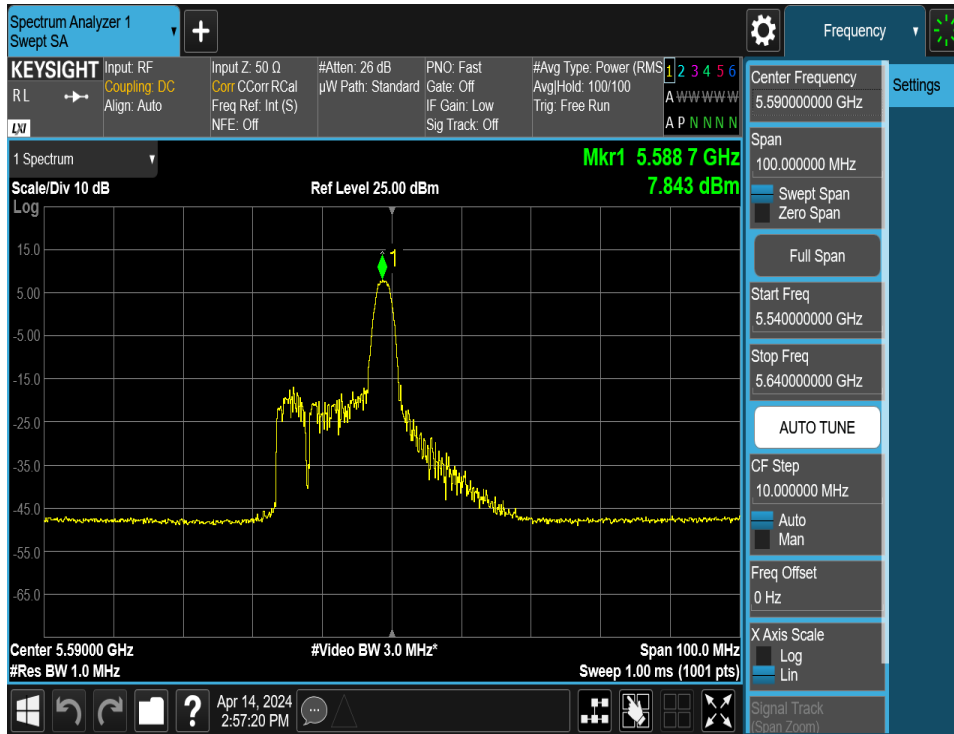 Spectrum Analyzer 1
Swept SA
+
Frequency
KEYSIGHT
R L
LXI
Input: RF
Coupling: DC
Align: Auto
Input Z: 50 Ω
Corr CCorr RCal
Freq Ref: Int (S)
NFE: Off
#Atten: 26 dB
µW Path: Standard
PNO: Fast
Gate: Off
IF Gain: Low
Sig Track: Off
#Avg Type: Power (RMS
Avg|Hold: 100/100
Trig: Free Run
1 2 3 4 5 6
A W W W W W
A P N N N N
1 Spectrum
Mkr1 5.588 7 GHz
Scale/Div 10 dB
Ref Level 25.00 dBm
7.843 dBm
Log
15.0
5.00
-5.00
-15.0
-25.0
-35.0
-45.0
-55.0
-65.0
1
Center 5.59000 GHz
#Video BW 3.0 MHz*
Span 100.0 MHz
#Res BW 1.0 MHz
Sweep 1.00 ms (1001 pts)
Center Frequency
5.590000000 GHz
Settings
Span
100.000000 MHz
Swept Span
Zero Span
Full Span
Start Freq
5.540000000 GHz
Stop Freq
5.640000000 GHz
AUTO TUNE
CF Step
10.000000 MHz
Auto
Man
Freq Offset
0 Hz
X Axis Scale
Log
Lin
Signal Track
(Span Zoom)
?
Apr 14, 2024
2:57:20 PM